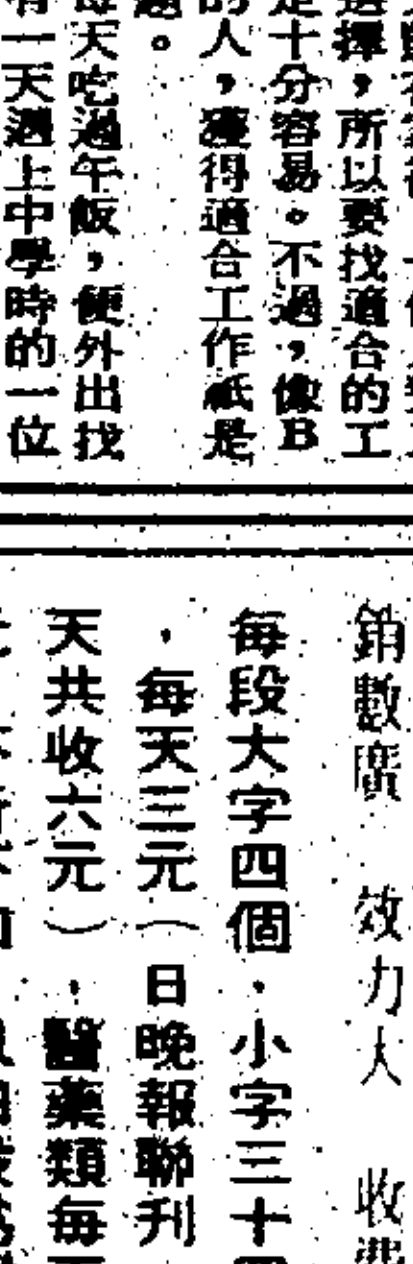 選擇，所以要找適合的工
是十分容易。不過，像B
的人，獲得適合工作祇是
題。
每天吃過午飯，便外出找
有一天遇上中學時的一位
銷數廣 效力大 收費
每段大字四個，小字三十
，每天三元（日晚報聯刊
天共收六元），醫藥類每